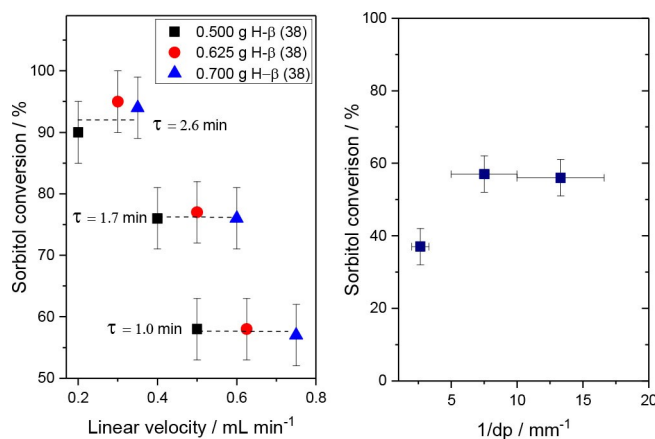 0.500 g H-β (38)
0.625 g H-β (38)
0.700 g H-β (38)
Sorbitol conversion / %
100
90
80
70
60
50
τ = 2.6 min
τ = 1.7 min
τ = 1.0 min
0.2 0.4 0.6 0.8
Linear velocity / mL min⁻¹
Sorbitol converison / %
100
80
60
40
20
0
5 10 15 20
1/dp / mm⁻¹